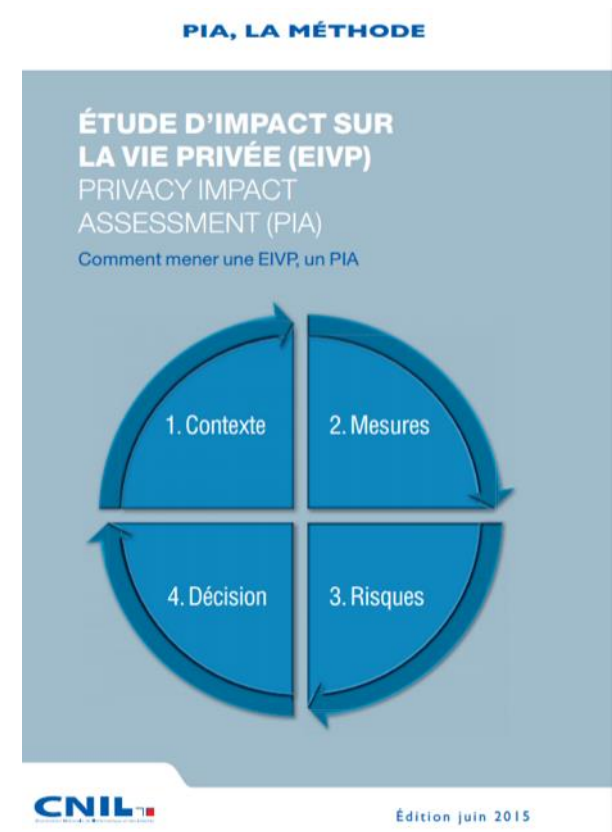 PIA, LA MÉTHODE
ÉTUDE D'IMPACT SUR
LA VIE PRIVÉE (EIVP)
PRIVACY IMPACT
ASSESSMENT (PIA)
Comment mener une EIVP, un PIA
1. Contexte
2. Mesures
4. Décision
3. Risques
CNIL
Édition juin 2015